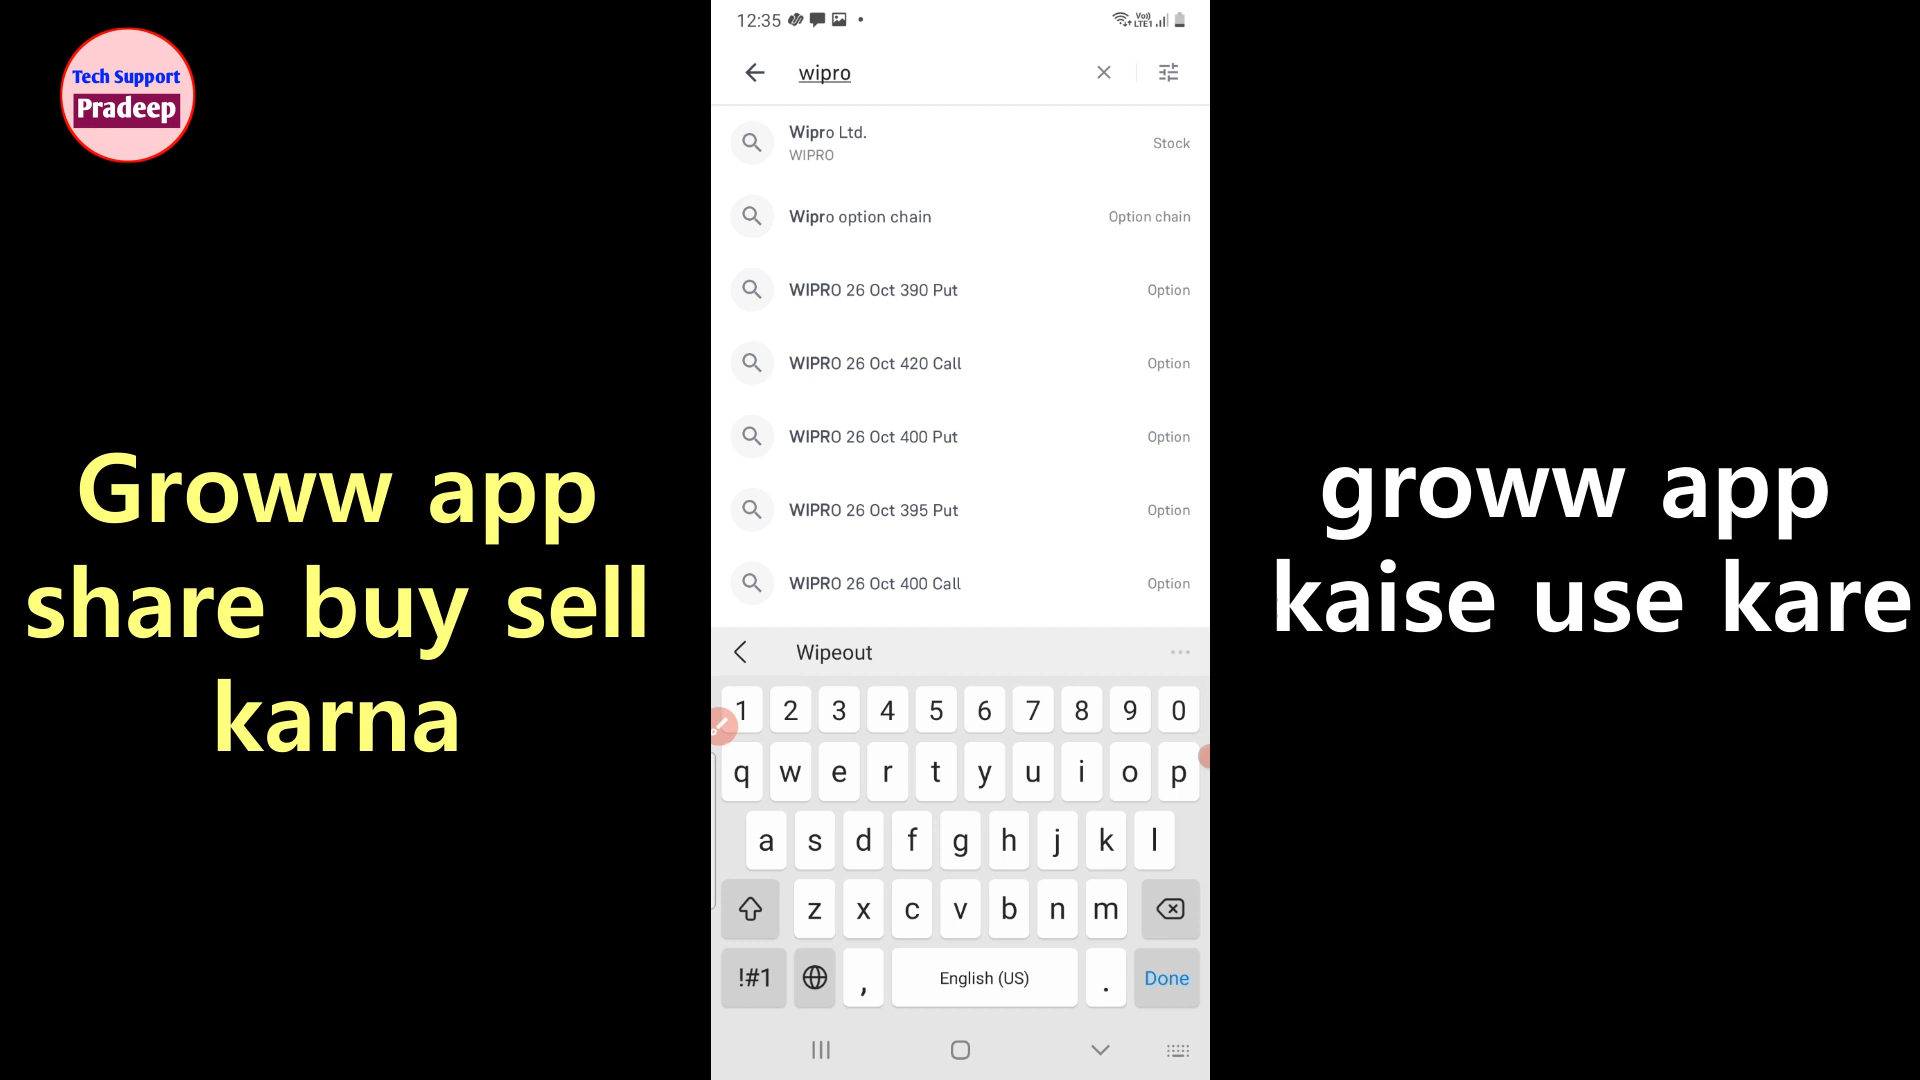 Tech Support
Pradeep
Groww app
share buy sell
karna
12:35
Vo))
LTE1
wipro
Wipro Ltd.
WIPRO
Stock
Wipro option chain
Option chain
WIPRO 26 Oct 390 Put
Option
WIPRO 26 Oct 420 Call
Option
WIPRO 26 Oct 400 Put
Option
WIPRO 26 Oct 395 Put
Option
WIPRO 26 Oct 400 Call
Option
Wipeout
1 2 3 4 5 6 7 8 9 0
q w e r t y u i o p
a s d f g h j k l
z x c v b n m
!#1 , English (US) . Done
groww app
kaise use kare